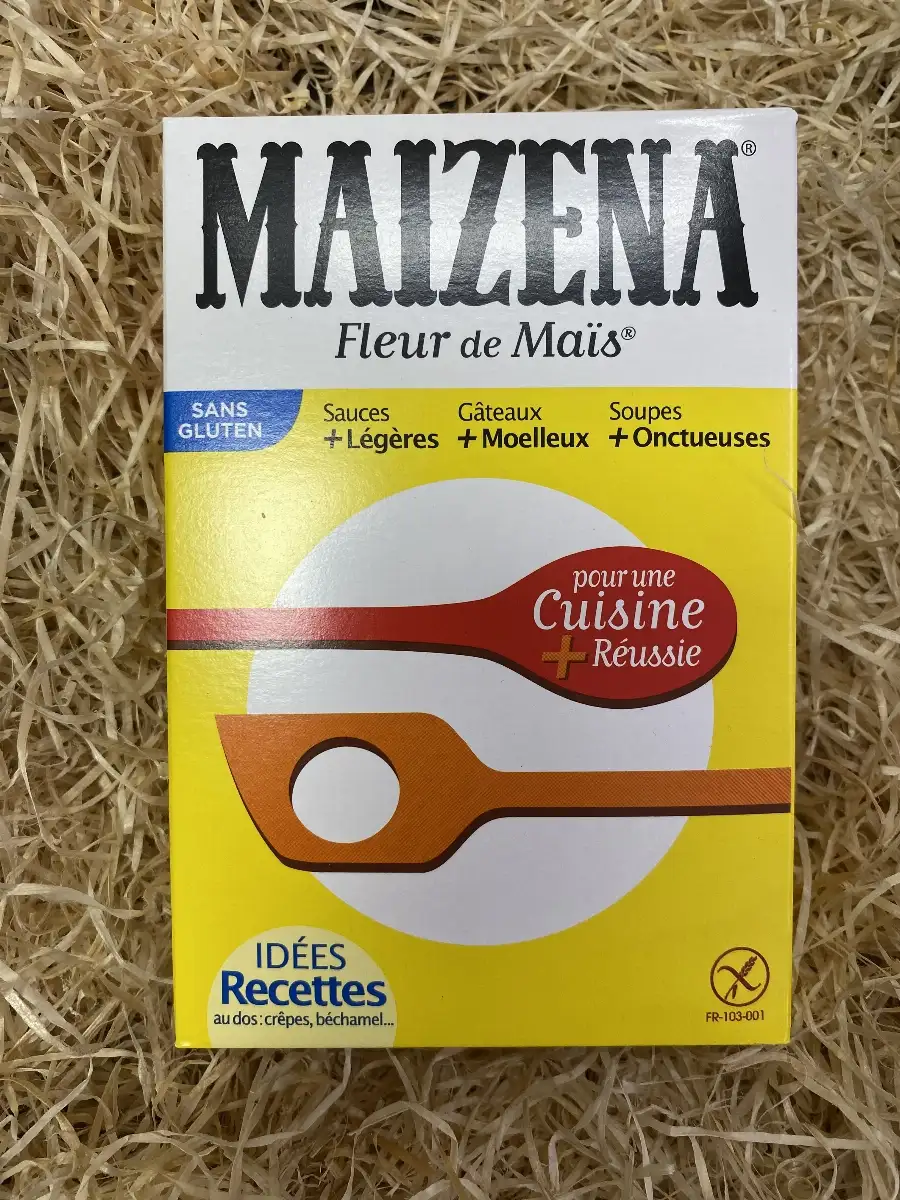 MAIZENA®
Fleur de Maïs®
SANS
GLUTEN
Sauces
+Légères
Gâteaux
+Moelleux
Soupes
+Onctueuses
pour une
Cuisine
+ Réussie
IDÉES
Recettes
au dos : crêpes, béchamel...
FR-103-001